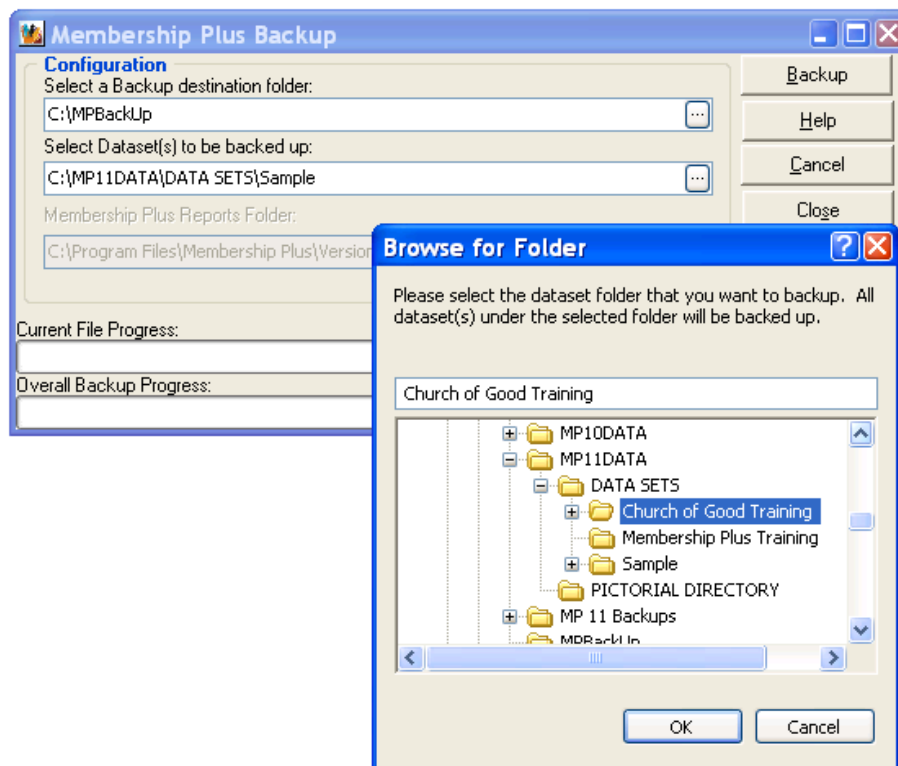 Membership Plus Backup
Configuration
Select a Backup destination folder:
C:\MPBackUp
...
Select Dataset(s) to be backed up:
C:\MP11DATA\DATA SETS\Sample
...
Membership Plus Reports Folder:
C:\Program Files\Membership Plus\Version
Current File Progress:
Overall Backup Progress:
Backup
Help
Cancel
Close
Browse for Folder
Please select the dataset folder that you want to backup. All
dataset(s) under the selected folder will be backed up.
Church of Good Training
MP10DATA
MP11DATA
DATA SETS
Church of Good Training
Membership Plus Training
Sample
PICTORIAL DIRECTORY
MP 11 Backups
MPBackUp
OK
Cancel